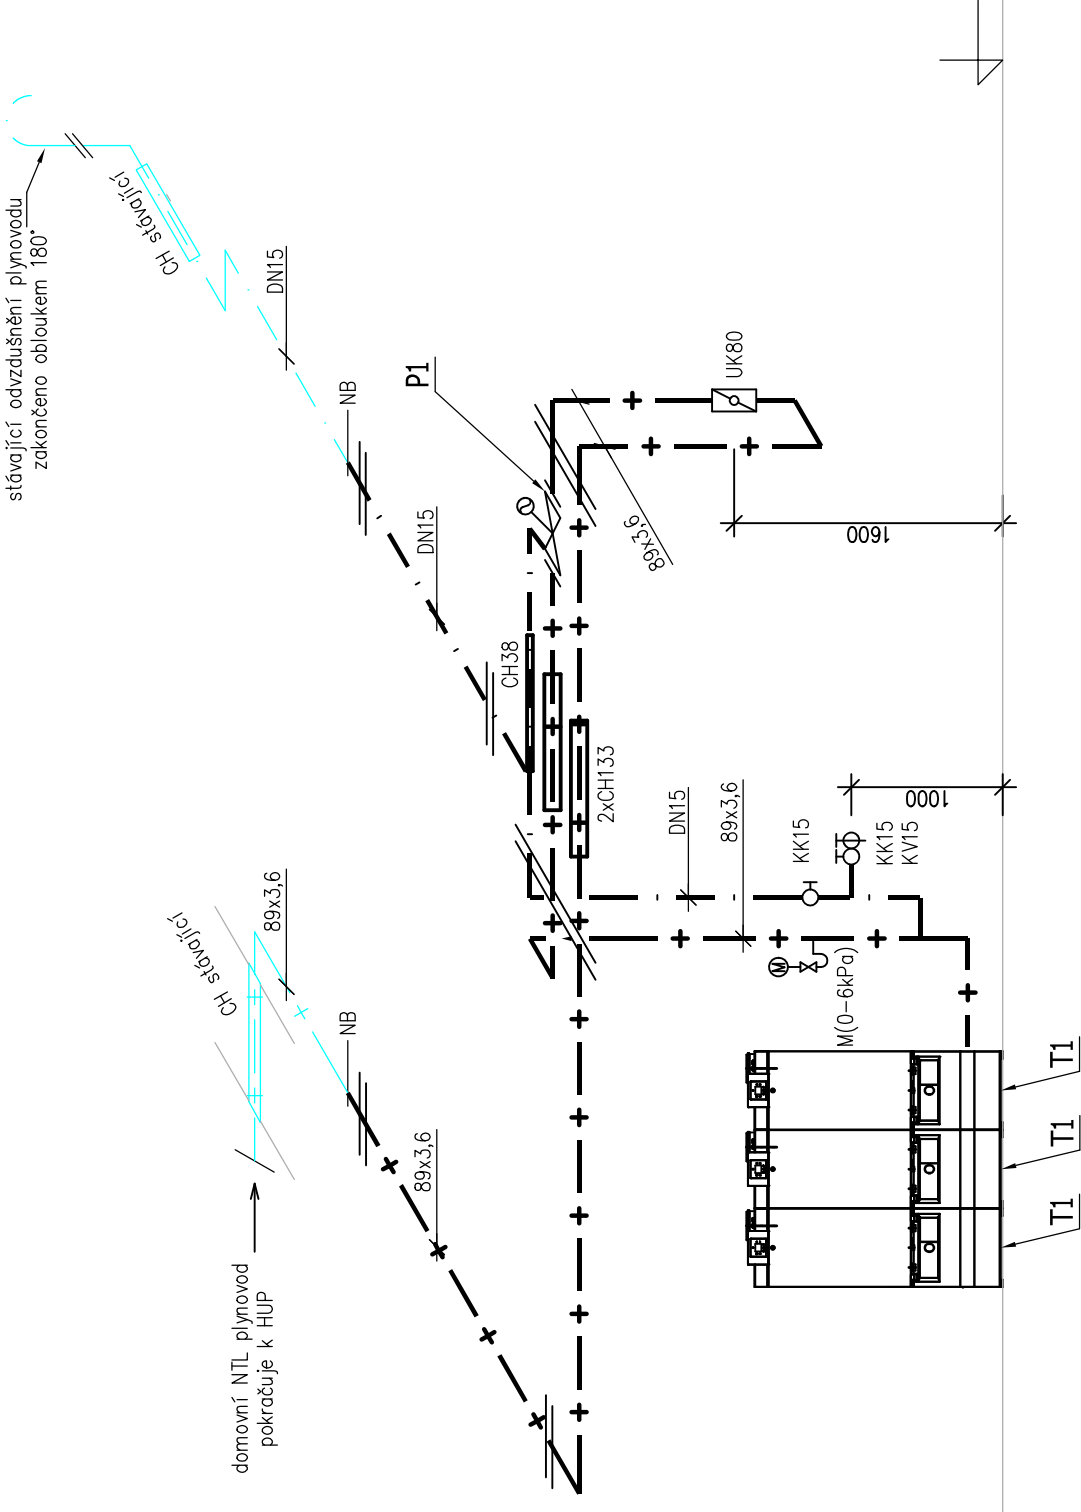 stávající odvzdušnění plynovodu
zakončeno obloukem 180°
CH stávající
DN15
NB
P1
DN15
UK80
89x3,6
1600
CH38
2xCH133
DN15
89x3,6
KK15
KK15
KV15
1000
M
M(0-6kPa)
CH stávající
89x3,6
NB
89x3,6
domovní NTL plynovod
pokračuje k HUP
T1
T1
T1